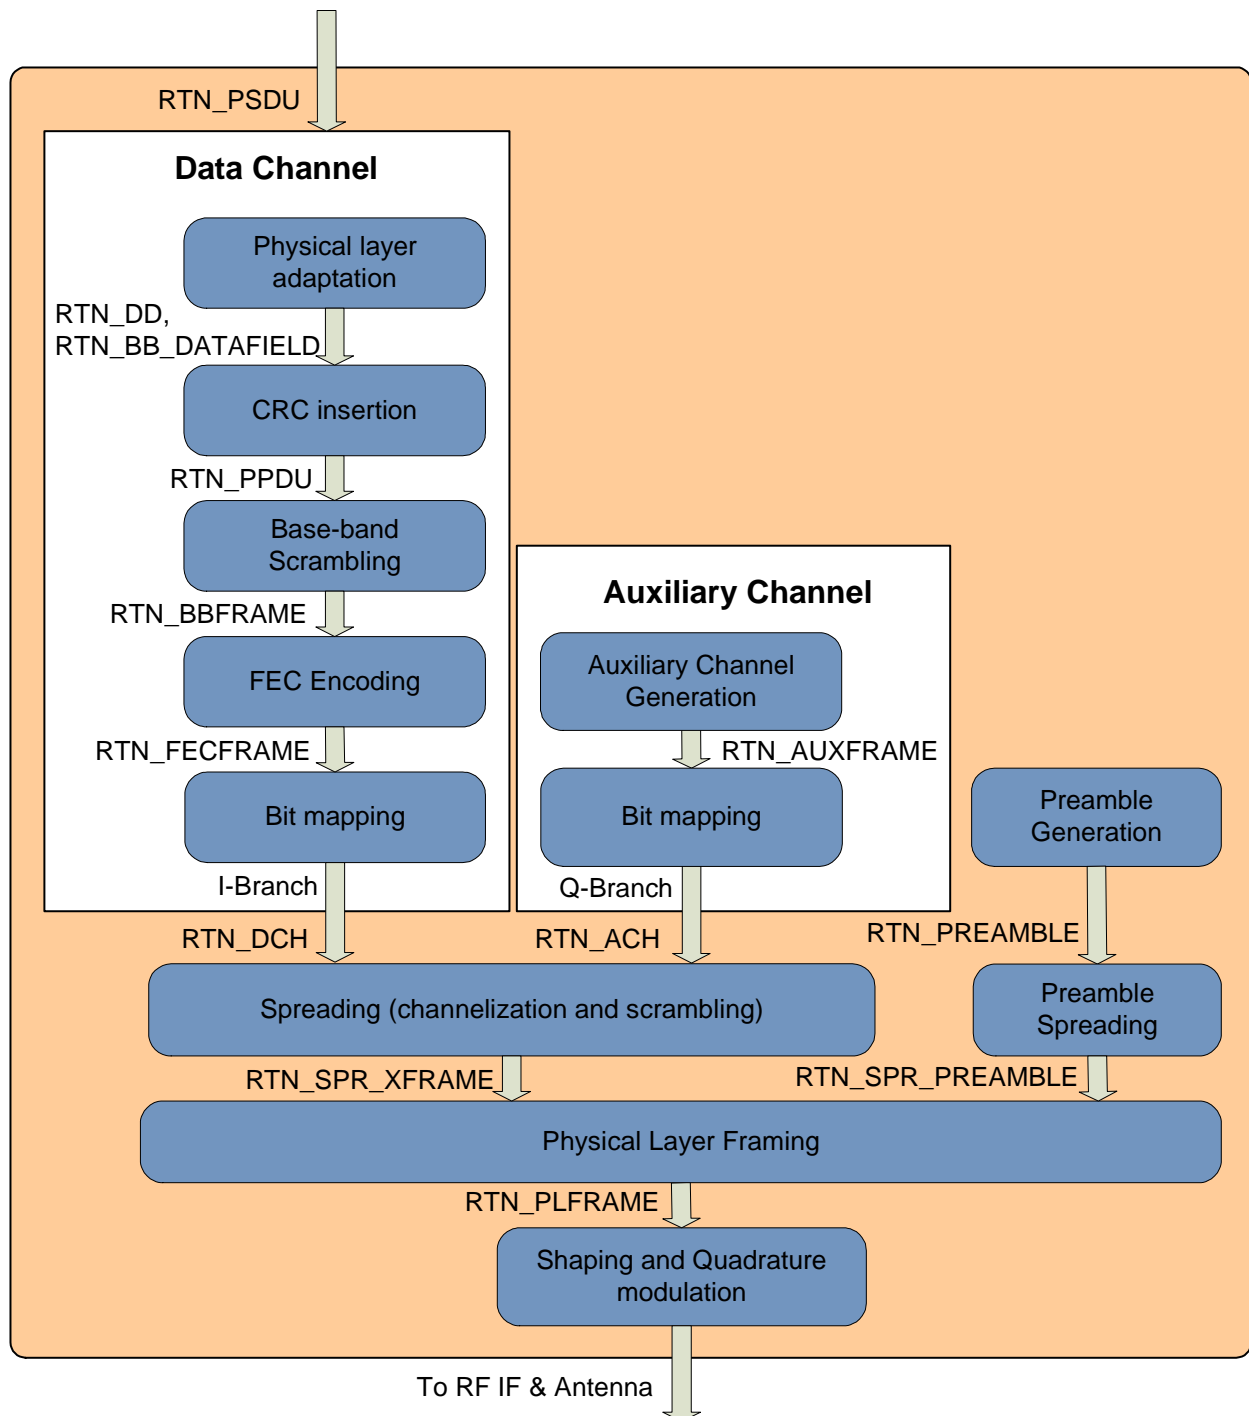 RTN_PSDU
Data Channel
Physical layer
adaptation
RTN_DD,
RTN_BB_DATAFIELD
CRC insertion
RTN_PPDU
Base-band
Scrambling
RTN_BBFRAME
FEC Encoding
RTN_FECFRAME
Bit mapping
I-Branch
RTN_DCH
Auxiliary Channel
Auxiliary Channel
Generation
RTN_AUXFRAME
Bit mapping
Q-Branch
RTN_ACH
Preamble
Generation
RTN_PREAMBLE
Spreading (channelization and scrambling)
Preamble
Spreading
RTN_SPR_XFRAME
RTN_SPR_PREAMBLE
Physical Layer Framing
RTN_PLFRAME
Shaping and Quadrature
modulation
To RF IF & Antenna